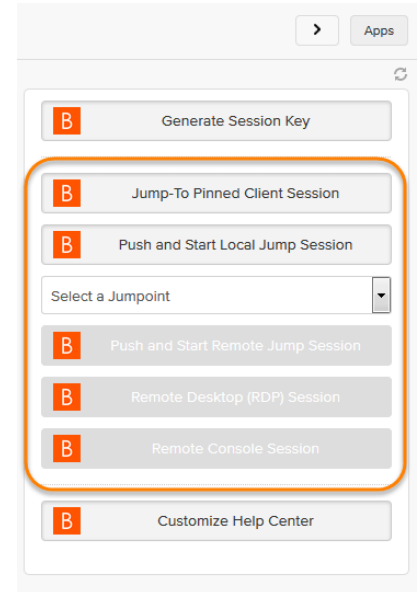 Apps
B Generate Session Key
B Jump-To Pinned Client Session
B Push and Start Local Jump Session
Select a Jumpoint
B Push and Start Remote Jump Session
B Remote Desktop (RDP) Session
B Remote Console Session
B Customize Help Center